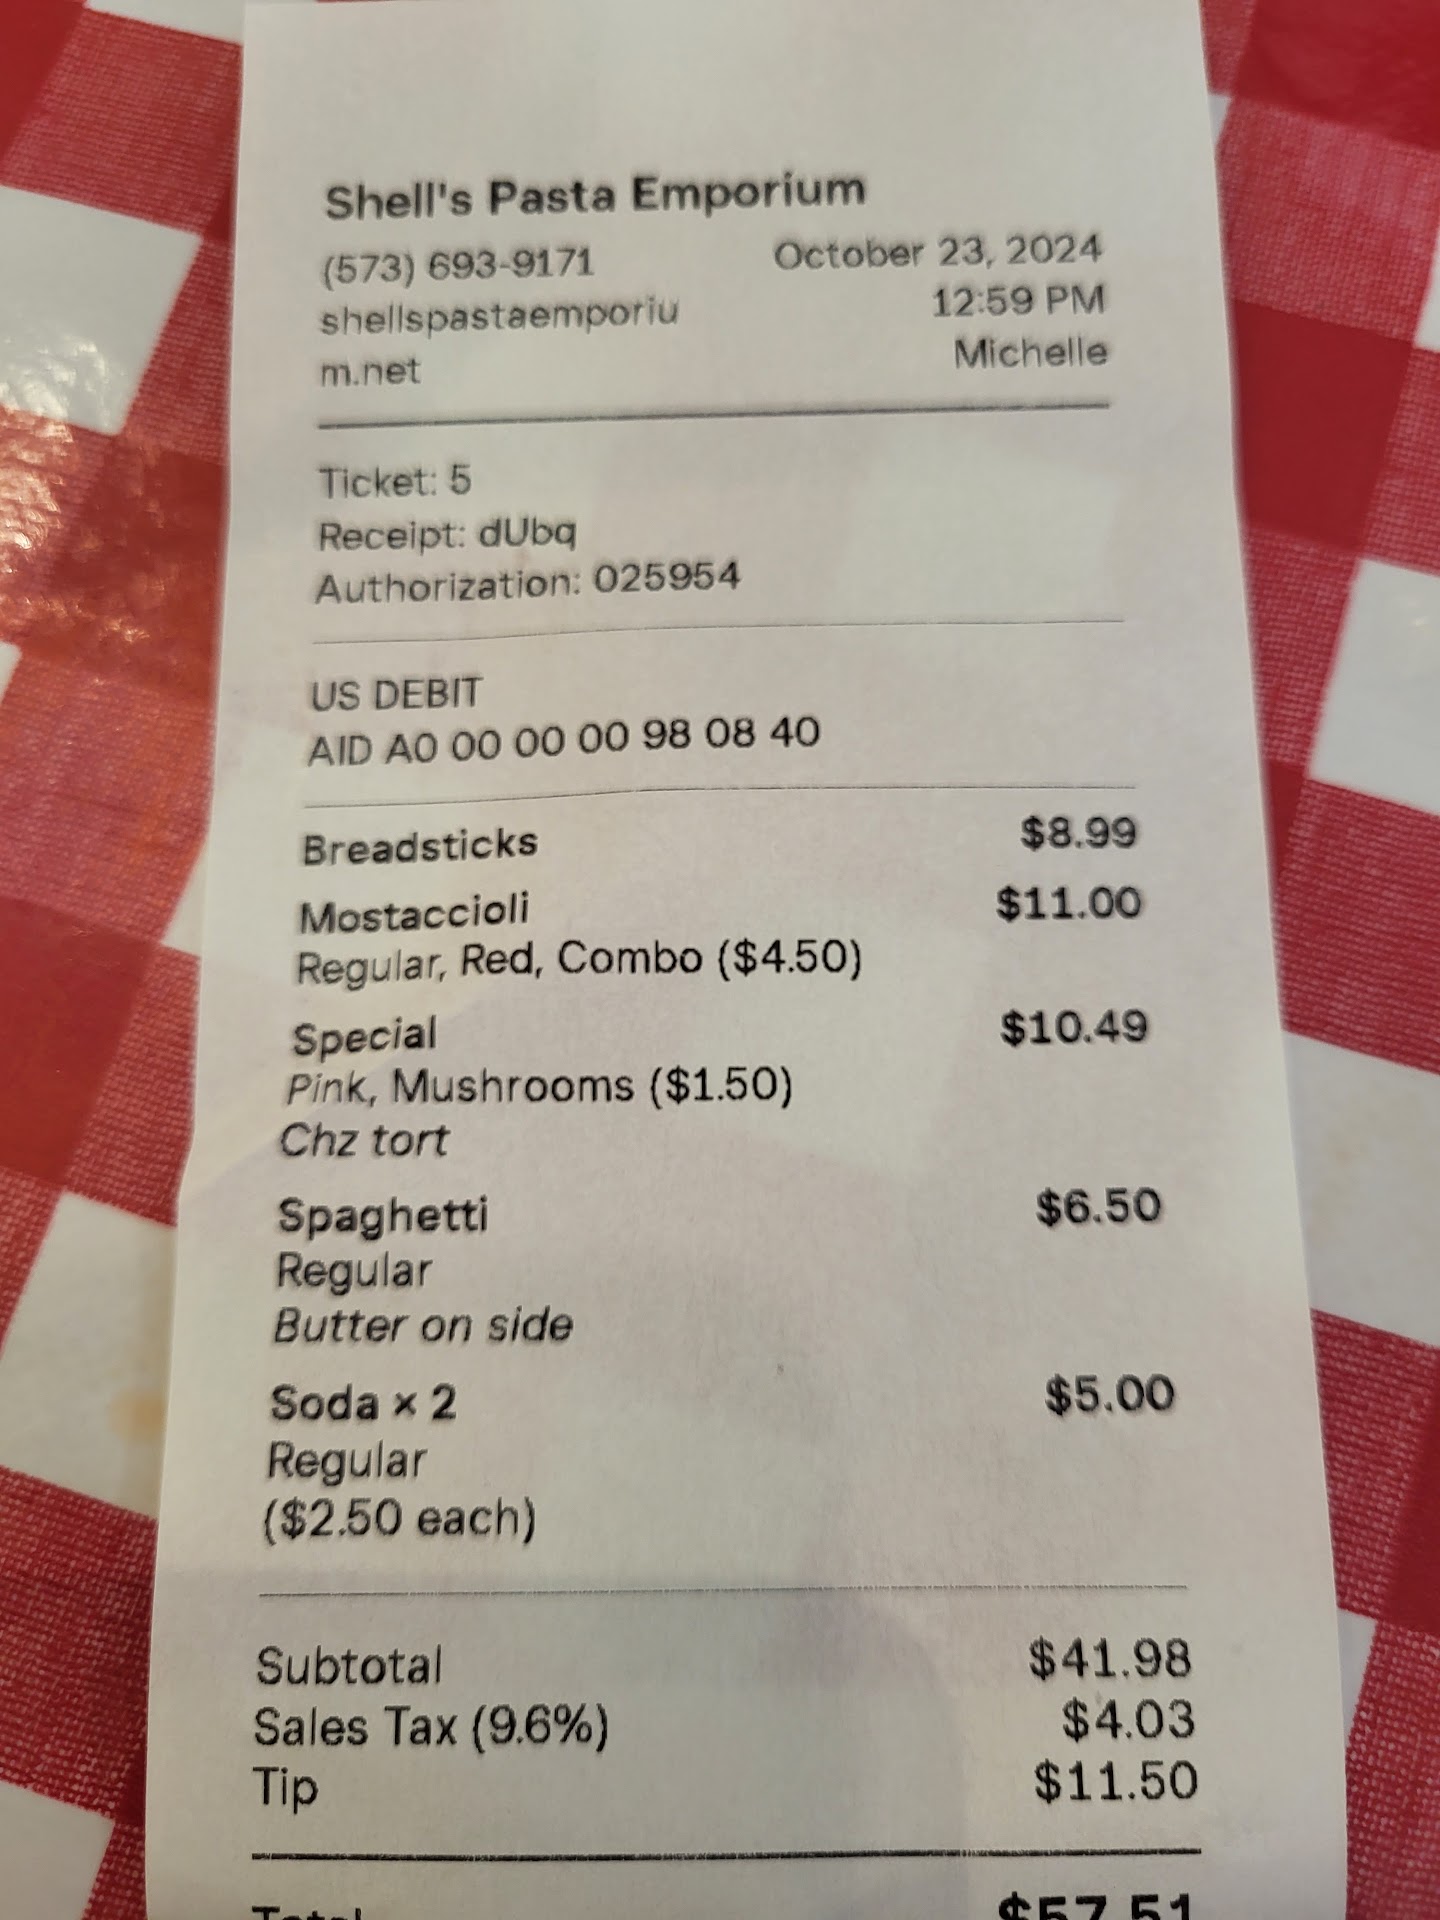 Shell's Pasta Emporium
(573) 693-9171 October 23, 2024
shellspastaemporiu 12:59 PM
m.net Michelle
Ticket: 5
Receipt: dUbq
Authorization: 025954
US DEBIT
AID A0 00 00 00 98 08 40
Breadsticks $8.99
Mostaccioli $11.00
Regular, Red, Combo ($4.50)
Special $10.49
Pink, Mushrooms ($1.50)
Chz tort
Spaghetti $6.50
Regular
Butter on side
Soda × 2 $5.00
Regular
($2.50 each)
Subtotal $41.98
Sales Tax (9.6%) $4.03
Tip $11.50
Total $57.51